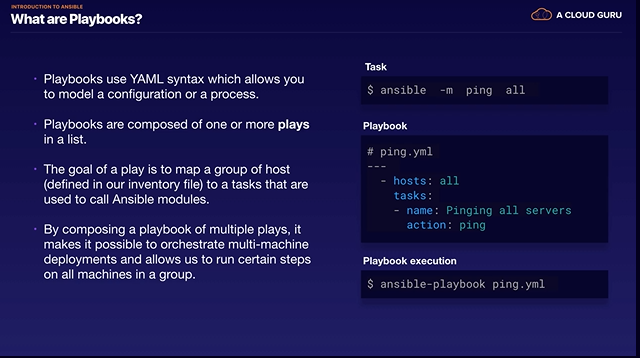 INTRODUCTION TO ANSIBLE
What are Playbooks?
A CLOUD GURU
• Playbooks use YAML syntax which allows you
to model a configuration or a process.
• Playbooks are composed of one or more plays
in a list.
• The goal of a play is to map a group of host
(defined in our inventory file) to a tasks that are
used to call Ansible modules.
• By composing a playbook of multiple plays, it
makes it possible to orchestrate multi-machine
deployments and allows us to run certain steps
on all machines in a group.
Task
$ ansible -m ping all
Playbook
# ping.yml
---
- hosts: all
tasks:
- name: Pinging all servers
action: ping
Playbook execution
$ ansible-playbook ping.yml